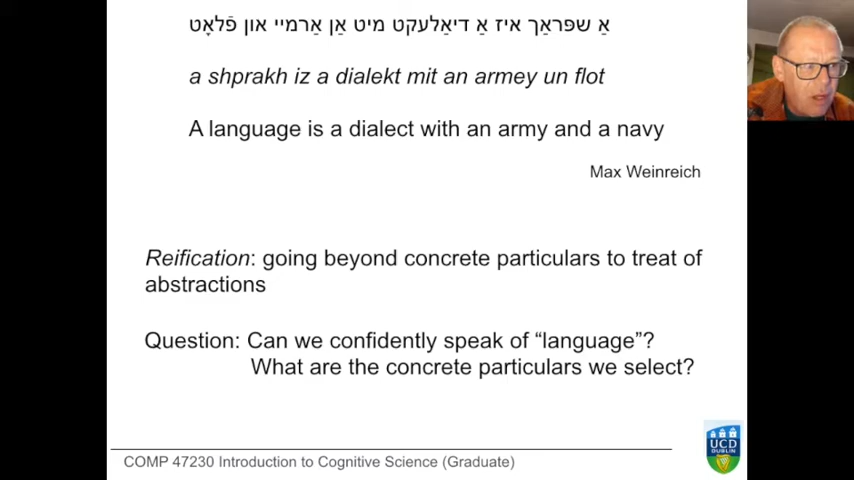 אַ שפּראַך איז אַ דיאַלעקט מיט אַן אַרמיי און פֿלאָט
a shprakh iz a dialekt mit an armey un flot
A language is a dialect with an army and a navy
Max Weinreich
Reification: going beyond concrete particulars to treat of
abstractions
Question: Can we confidently speak of “language”?
What are the concrete particulars we select?
COMP 47230 Introduction to Cognitive Science (Graduate)
UCD
DUBLIN